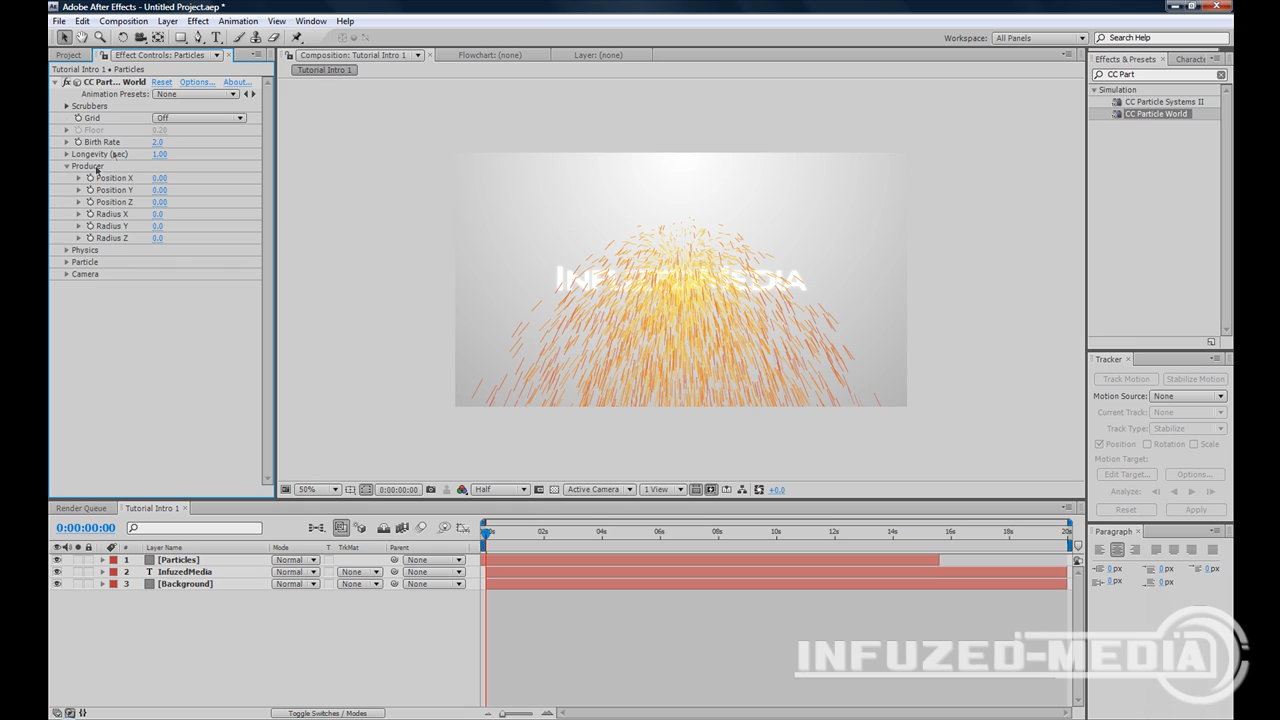 Adobe After Effects - Untitled Project.aep *
File Edit Composition Layer Effect Animation View Window Help
Workspace: All Panels Search Help
Project Effect Controls: Particles
Tutorial Intro 1 • Particles
fx CC Part... World Reset Options... About...
Animation Presets: None
Scrubbers
Grid Off
Floor 0.20
Birth Rate 2.0
Longevity (sec) 1.00
Producer
Position X 0.00
Position Y 0.00
Position Z 0.00
Radius X 0.0
Radius Y 0.0
Radius Z 0.0
Physics
Particle
Camera
Composition: Tutorial Intro 1 Flowchart: (none) Layer: (none)
Tutorial Intro 1
50% 0:00:00:00 Half Active Camera 1 View +0.0
Effects & Presets Charact
CC Part
Simulation
CC Particle Systems II
CC Particle World
Tracker
Track Motion Stabilize Motion
Motion Source: None
Current Track: None
Track Type: Stabilize
Position Rotation Scale
Motion Target:
Edit Target... Options...
Analyze:
Reset Apply
Render Queue Tutorial Intro 1
0:00:00:00
02s 04s 06s 08s 10s 12s 14s 16s 18s 20s
# Layer Name Mode T TrkMat Parent
1 [Particles] Normal None
2 T InfuzedMedia Normal None None
3 [Background] Normal None None
Toggle Switches / Modes
Paragraph
0 px 0 px 0 px
0 px 0 px
INFUZED-MEDIA